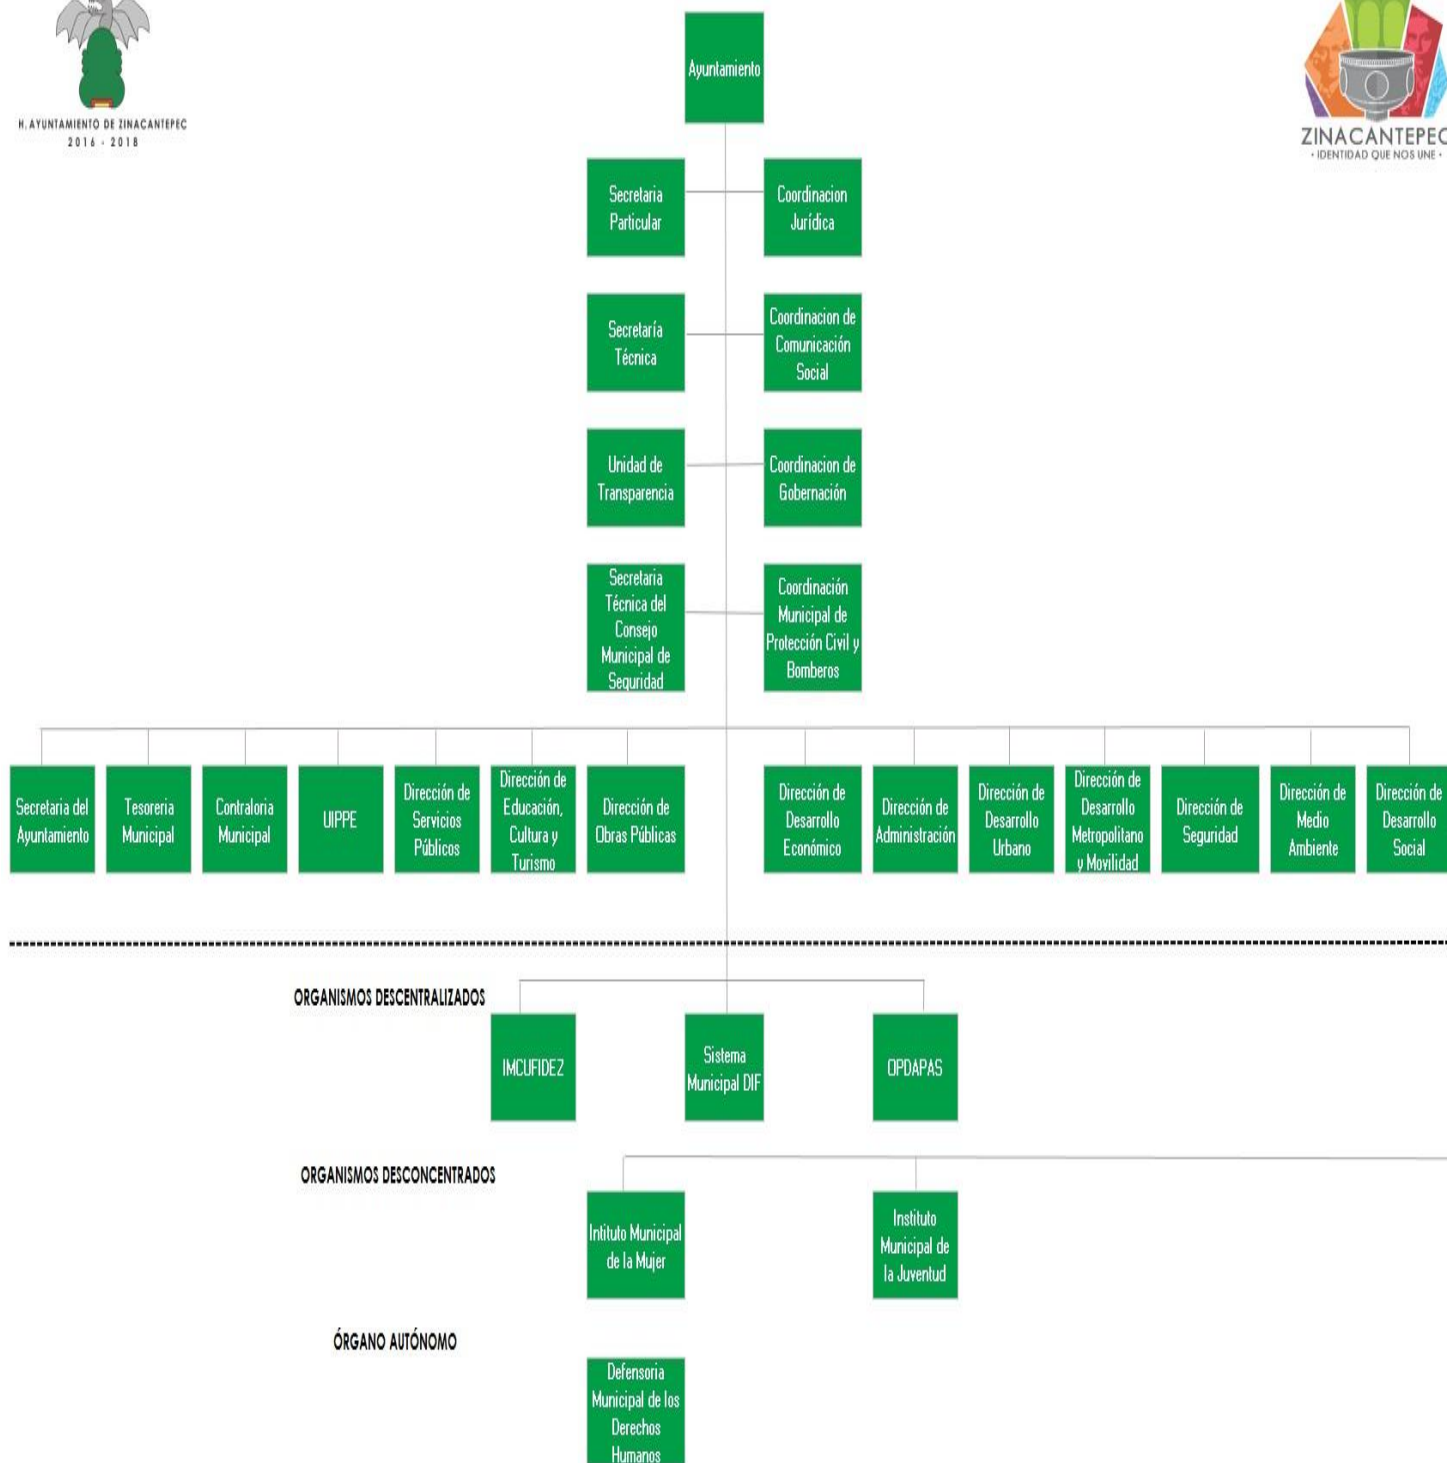 H. AYUNTAMIENTO DE ZINACANTEPEC
2016 - 2018
ZINACANTEPEC
• IDENTIDAD QUE NOS UNE •
Ayuntamiento
Secretaria
Particular
Coordinacion
Jurídica
Secretaría
Técnica
Coordinacion de
Comunicación
Social
Unidad de
Transparencia
Coordinacion de
Gobernación
Secretaria
Técnica del
Consejo
Municipal de
Seguridad
Coordinación
Municipal de
Protección Civil y
Bomberos
Secretaria del
Ayuntamiento
Tesoreria
Municipal
Contraloria
Municipal
UIPPE
Dirección de
Servicios
Públicos
Dirección de
Educación,
Cultura y
Turismo
Dirección de
Obras Públicas
Dirección de
Desarrollo
Económico
Dirección de
Administración
Dirección de
Desarrollo
Urbano
Dirección de
Desarrollo
Metropolitano
y Movilidad
Dirección de
Seguridad
Dirección de
Medio
Ambiente
Dirección de
Desarrollo
Social
ORGANISMOS DESCENTRALIZADOS
IMCUFIDEZ
Sistema
Municipal DIF
OPDAPAS
ORGANISMOS DESCONCENTRADOS
Intituto Municipal
de la Mujer
Instituto
Municipal de
la Juventud
ÓRGANO AUTÓNOMO
Defensoria
Municipal de los
Derechos
Humanos